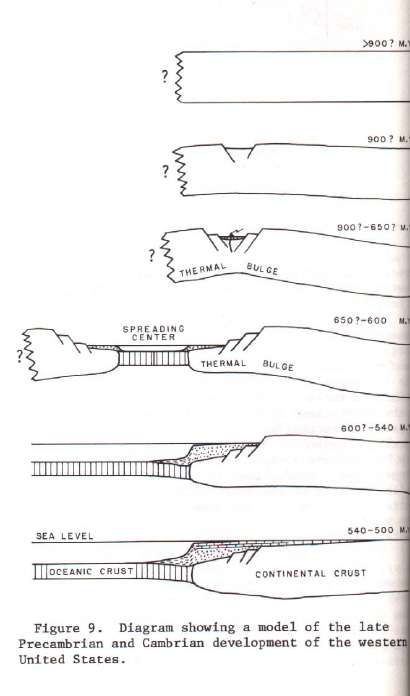 >900? M.Y
?
900? M.Y
?
900?-650? M.
?
THERMAL BULGE
650?-600 M.
SPREADING
CENTER
?
THERMAL BULGE
600?-540 M.
540-500 M.
SEA LEVEL
OCEANIC CRUST
CONTINENTAL CRUST
Figure 9. Diagram showing a model of the late
Precambrian and Cambrian development of the western
United States.